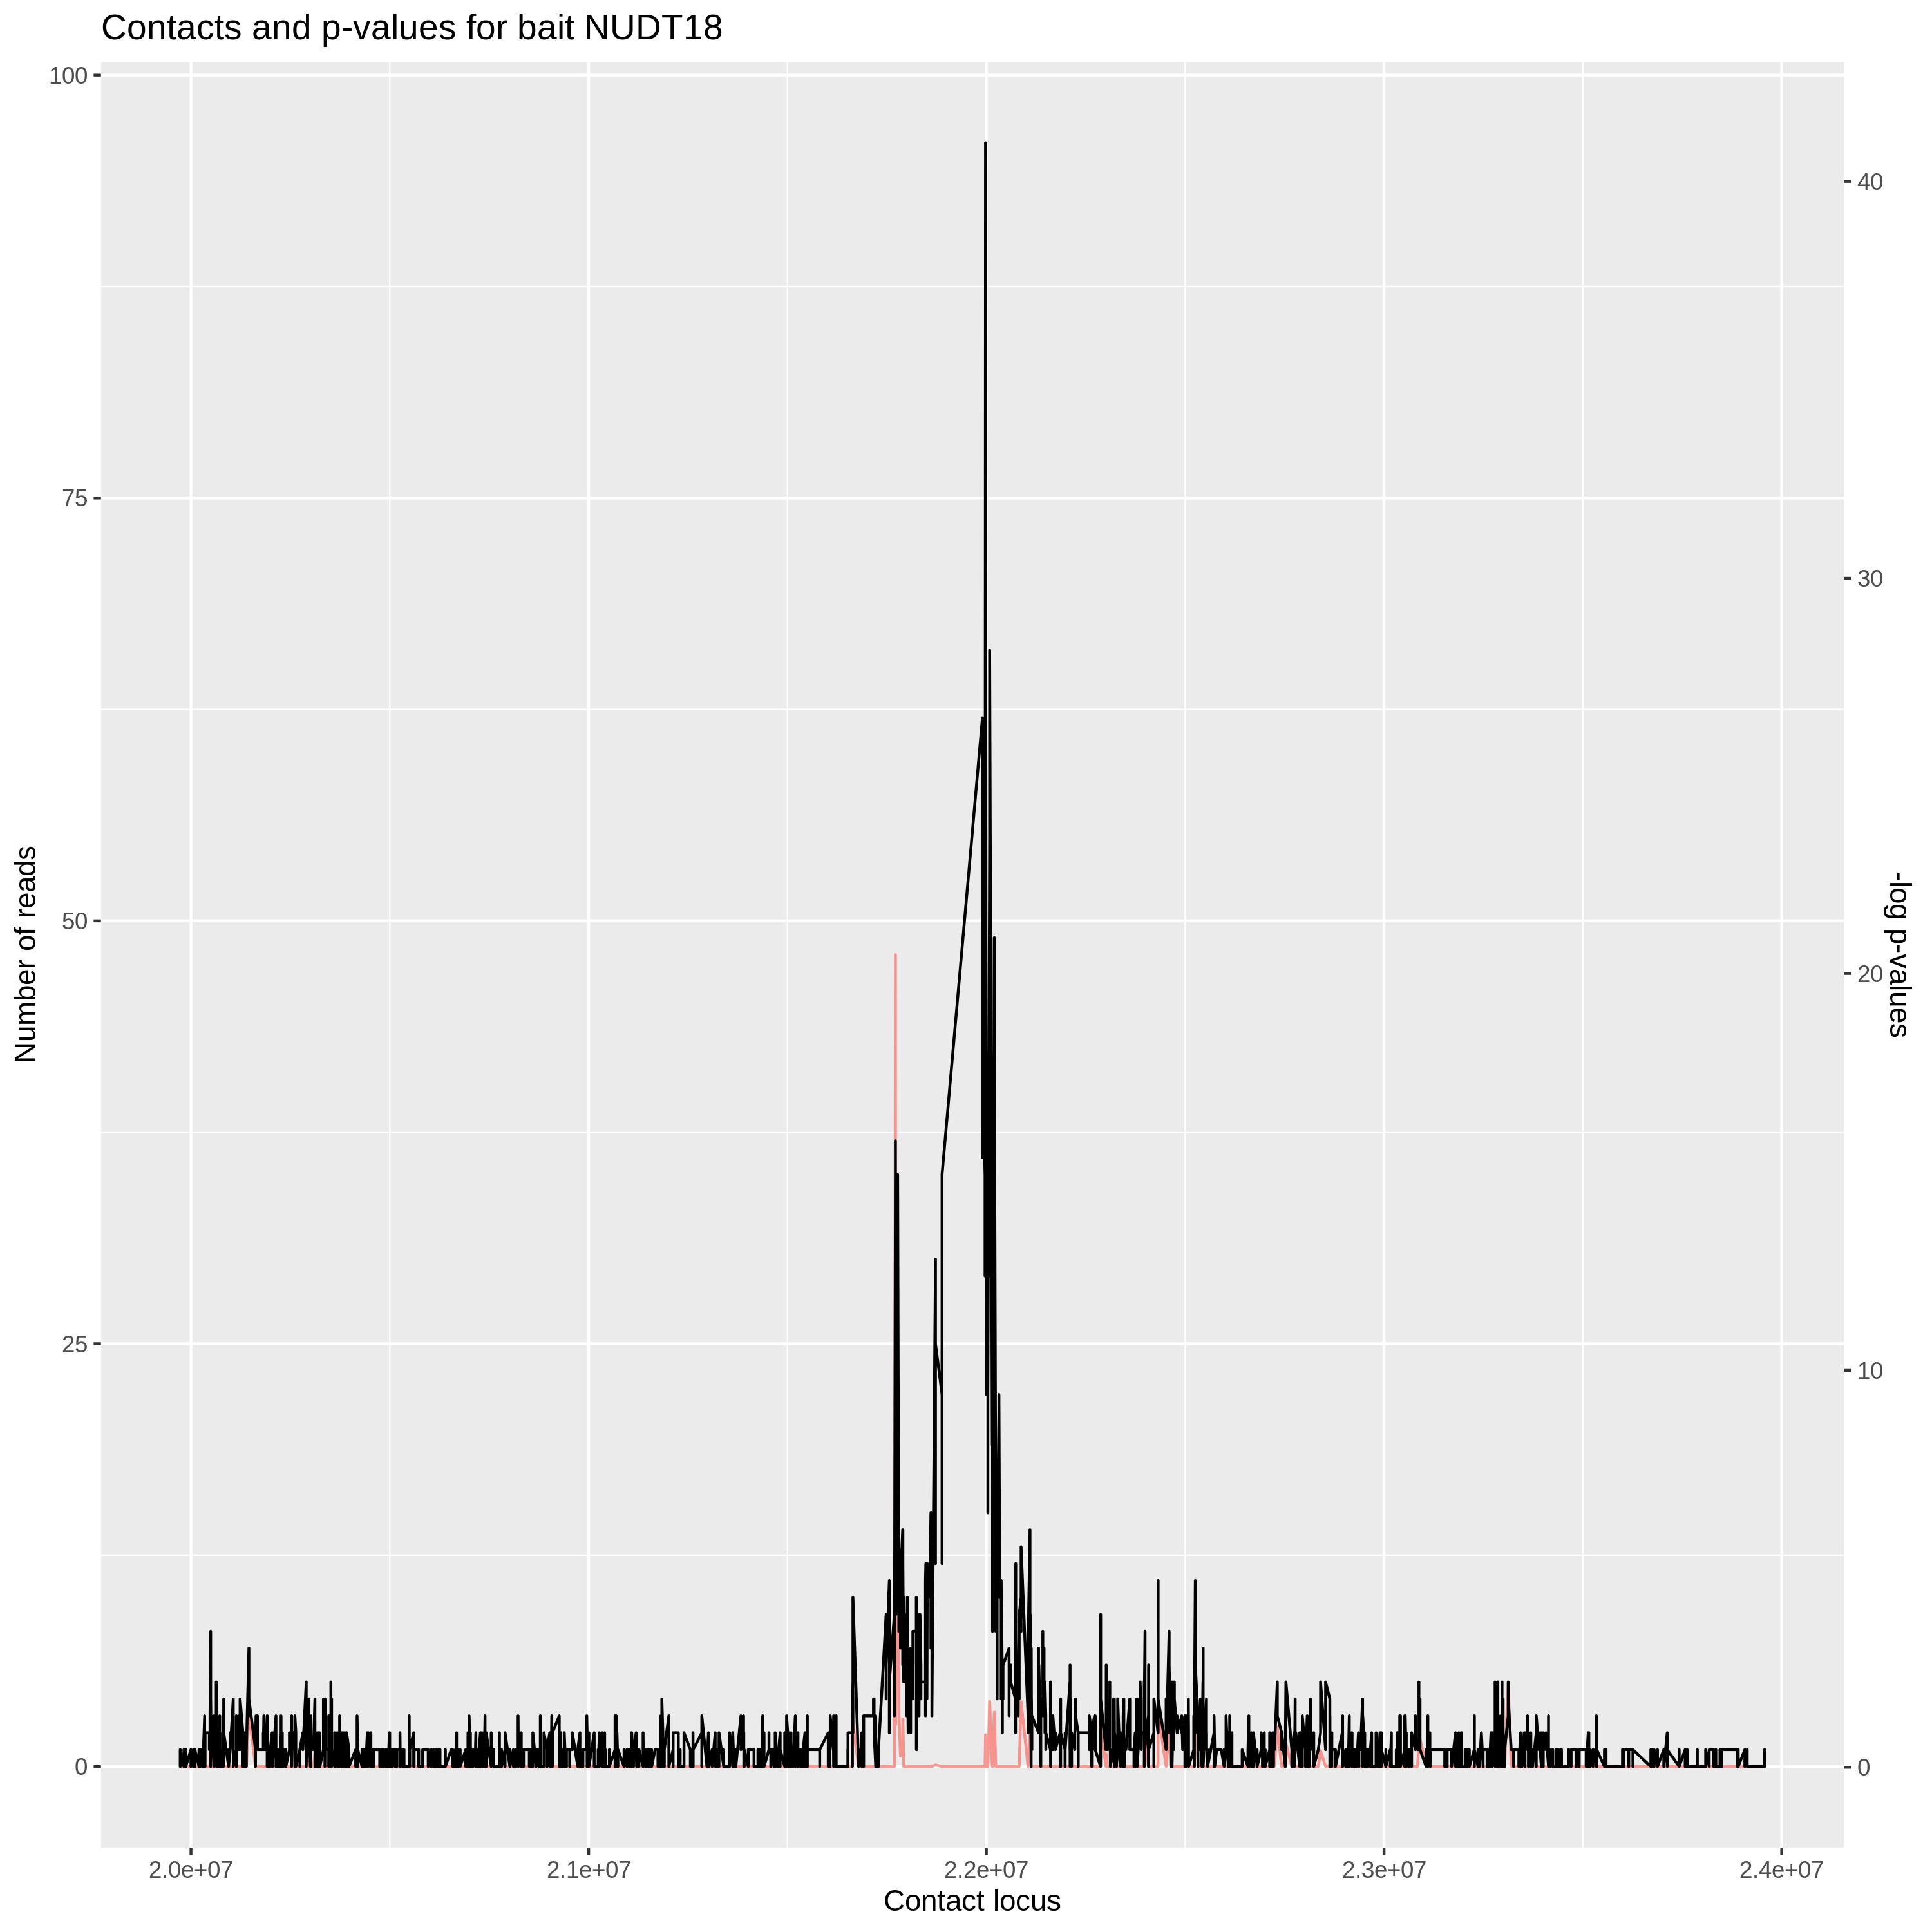 Contacts and p-values for bait NUDT18
Number of reads
100
75
50
25
0
40
30
20
10
0
-log p-values
2.0e+07 2.1e+07 2.2e+07 2.3e+07 2.4e+07
Contact locus